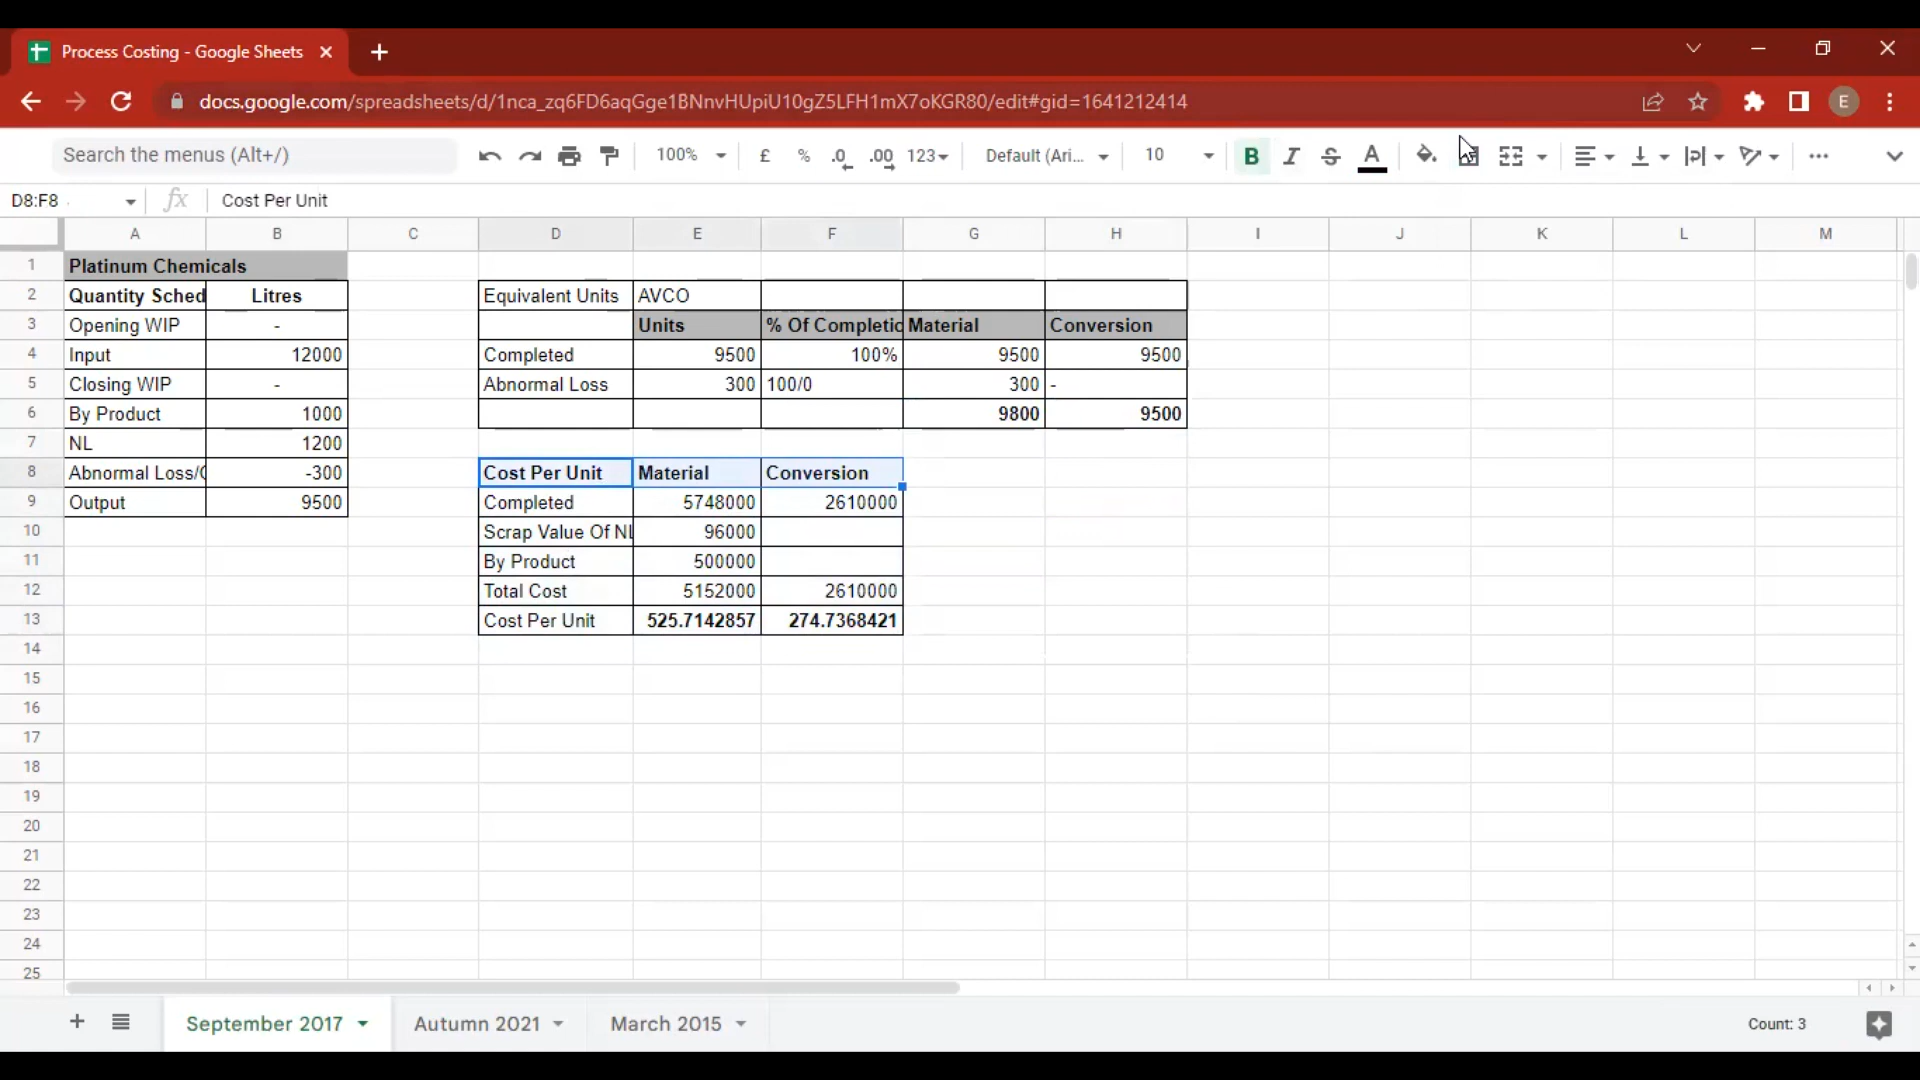 Process Costing - Google Sheets
docs.google.com/spreadsheets/d/1nca_zq6FD6aqGge1BNnvHUpiU10gZ5LFH1mX7oKGR80/edit#gid=1641212414
E
Search the menus (Alt+/)
100%
£
%
.0
.00
123
Default (Ari...
10
B
I
S
A
D8:F8
fx
Cost Per Unit
A B C D E F G H I J K L M
1 Platinum Chemicals
2 Quantity Sched Litres Equivalent Units AVCO
3 Opening WIP - Units % Of Completic Material Conversion
4 Input 12000 Completed 9500 100% 9500 9500
5 Closing WIP - Abnormal Loss 300 100/0 300 -
6 By Product 1000 9800 9500
7 NL 1200
8 Abnormal Loss/ -300 Cost Per Unit Material Conversion
9 Output 9500 Completed 5748000 2610000
10 Scrap Value Of NL 96000
11 By Product 500000
12 Total Cost 5152000 2610000
13 Cost Per Unit 525.7142857 274.7368421
14
15
16
17
18
19
20
21
22
23
24
25
September 2017
Autumn 2021
March 2015
Count: 3